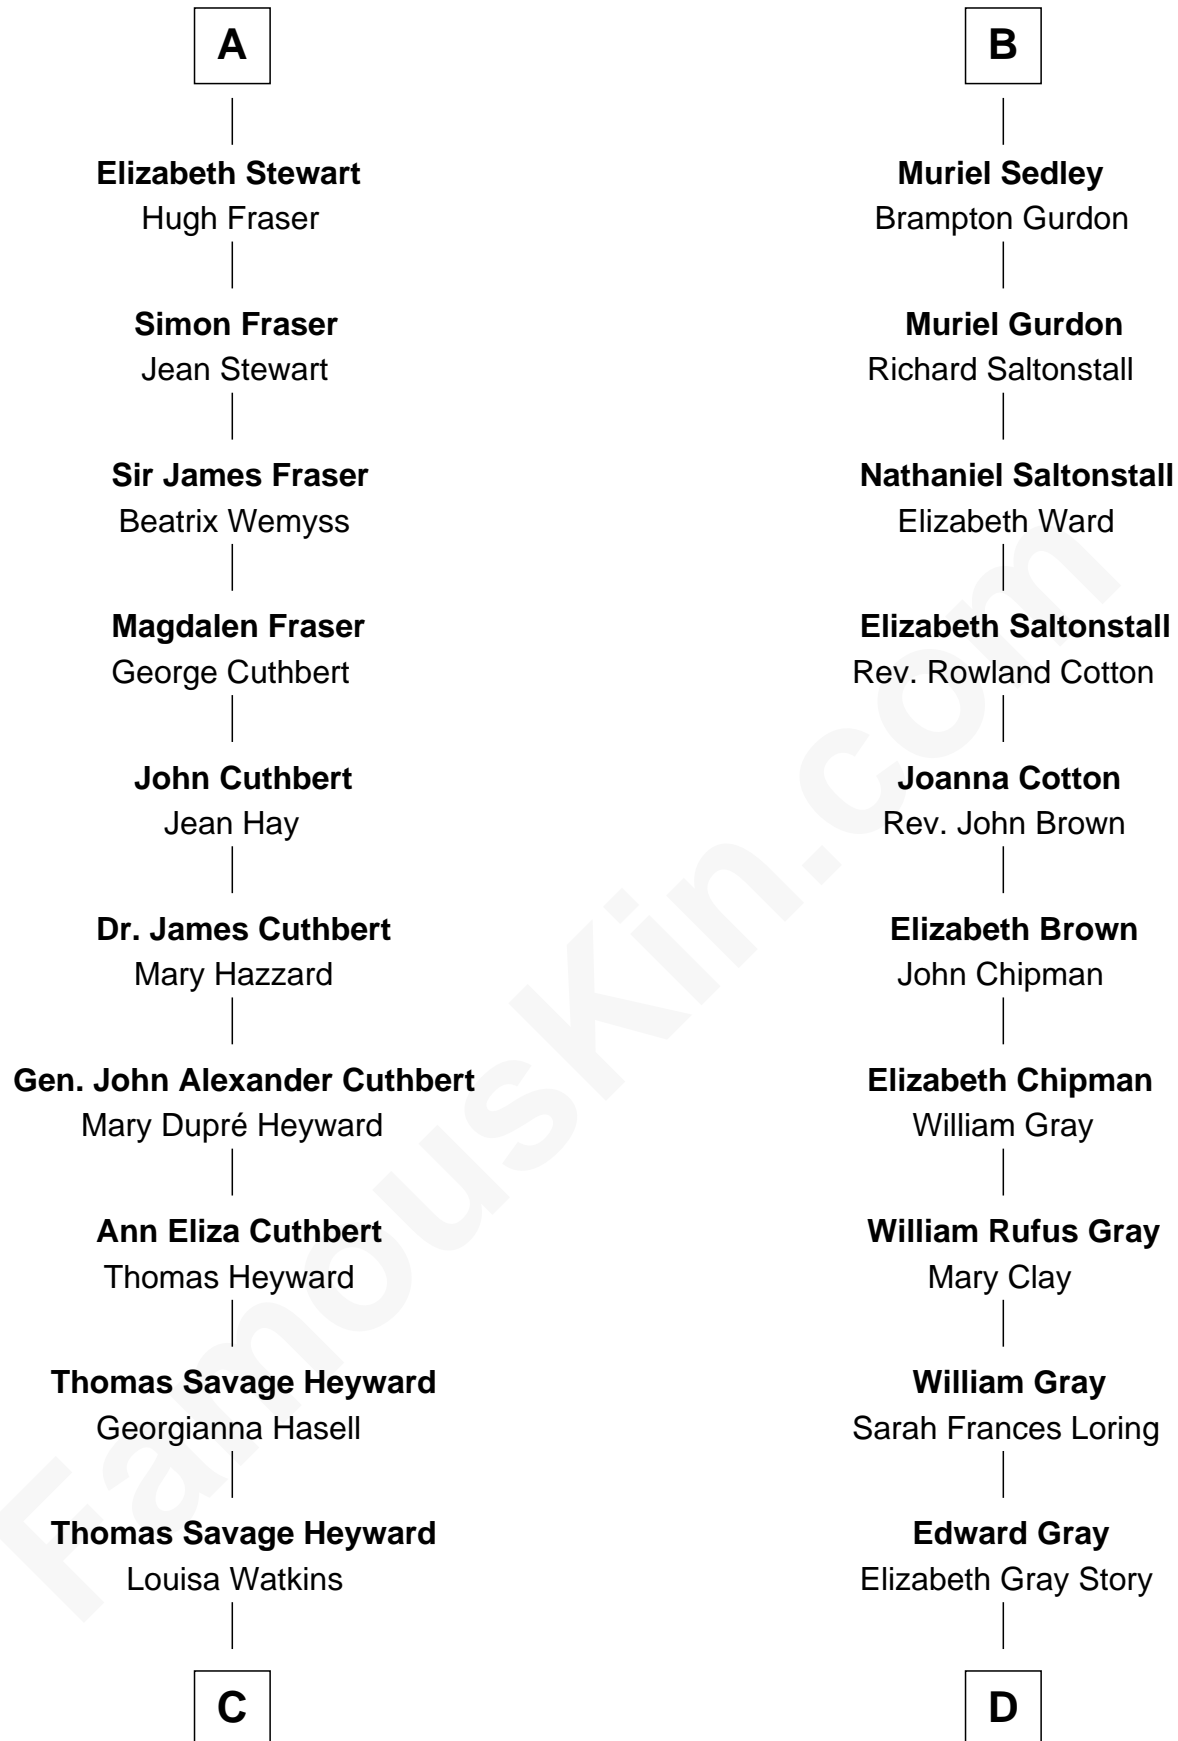 A
Elizabeth Stewart
Hugh Fraser
Simon Fraser
Jean Stewart
Sir James Fraser
Beatrix Wemyss
Magdalen Fraser
George Cuthbert
John Cuthbert
Jean Hay
Dr. James Cuthbert
Mary Hazzard
Gen. John Alexander Cuthbert
Mary Dupré Heyward
Ann Eliza Cuthbert
Thomas Heyward
Thomas Savage Heyward
Georgianna Hasell
Thomas Savage Heyward
Louisa Watkins
C
B
Muriel Sedley
Brampton Gurdon
Muriel Gurdon
Richard Saltonstall
Nathaniel Saltonstall
Elizabeth Ward
Elizabeth Saltonstall
Rev. Rowland Cotton
Joanna Cotton
Rev. John Brown
Elizabeth Brown
John Chipman
Elizabeth Chipman
William Gray
William Rufus Gray
Mary Clay
William Gray
Sarah Frances Loring
Edward Gray
Elizabeth Gray Story
D
FamousKin.com